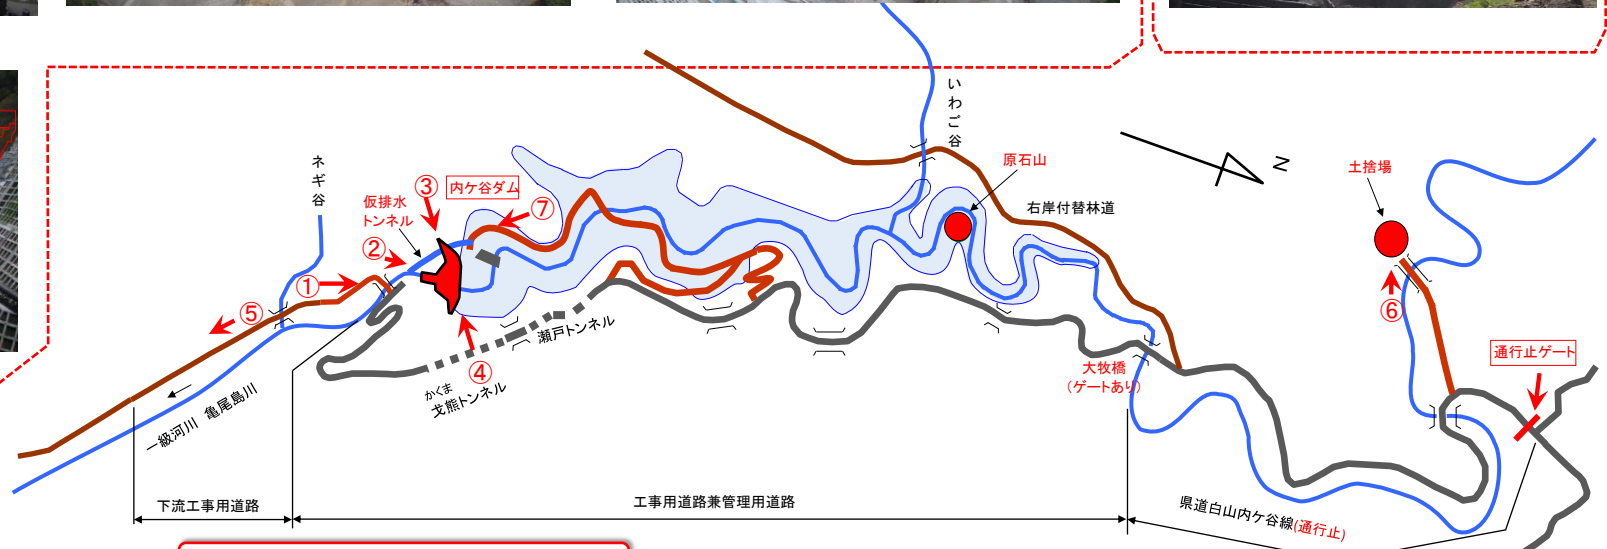 いわご谷
ネギ谷
仮排水
トンネル
③
内ケ谷ダム
⑦
②
①
⑤
④
原石山
右岸付替林道
N
土捨場
⑥
通行止ゲート
瀬戸トンネル
かくま
戈熊トンネル
大牧橋
(ゲートあり)
一級河川 亀尾島川
下流工事用道路
工事用道路兼管理用道路
県道白山内ケ谷線(通行止)